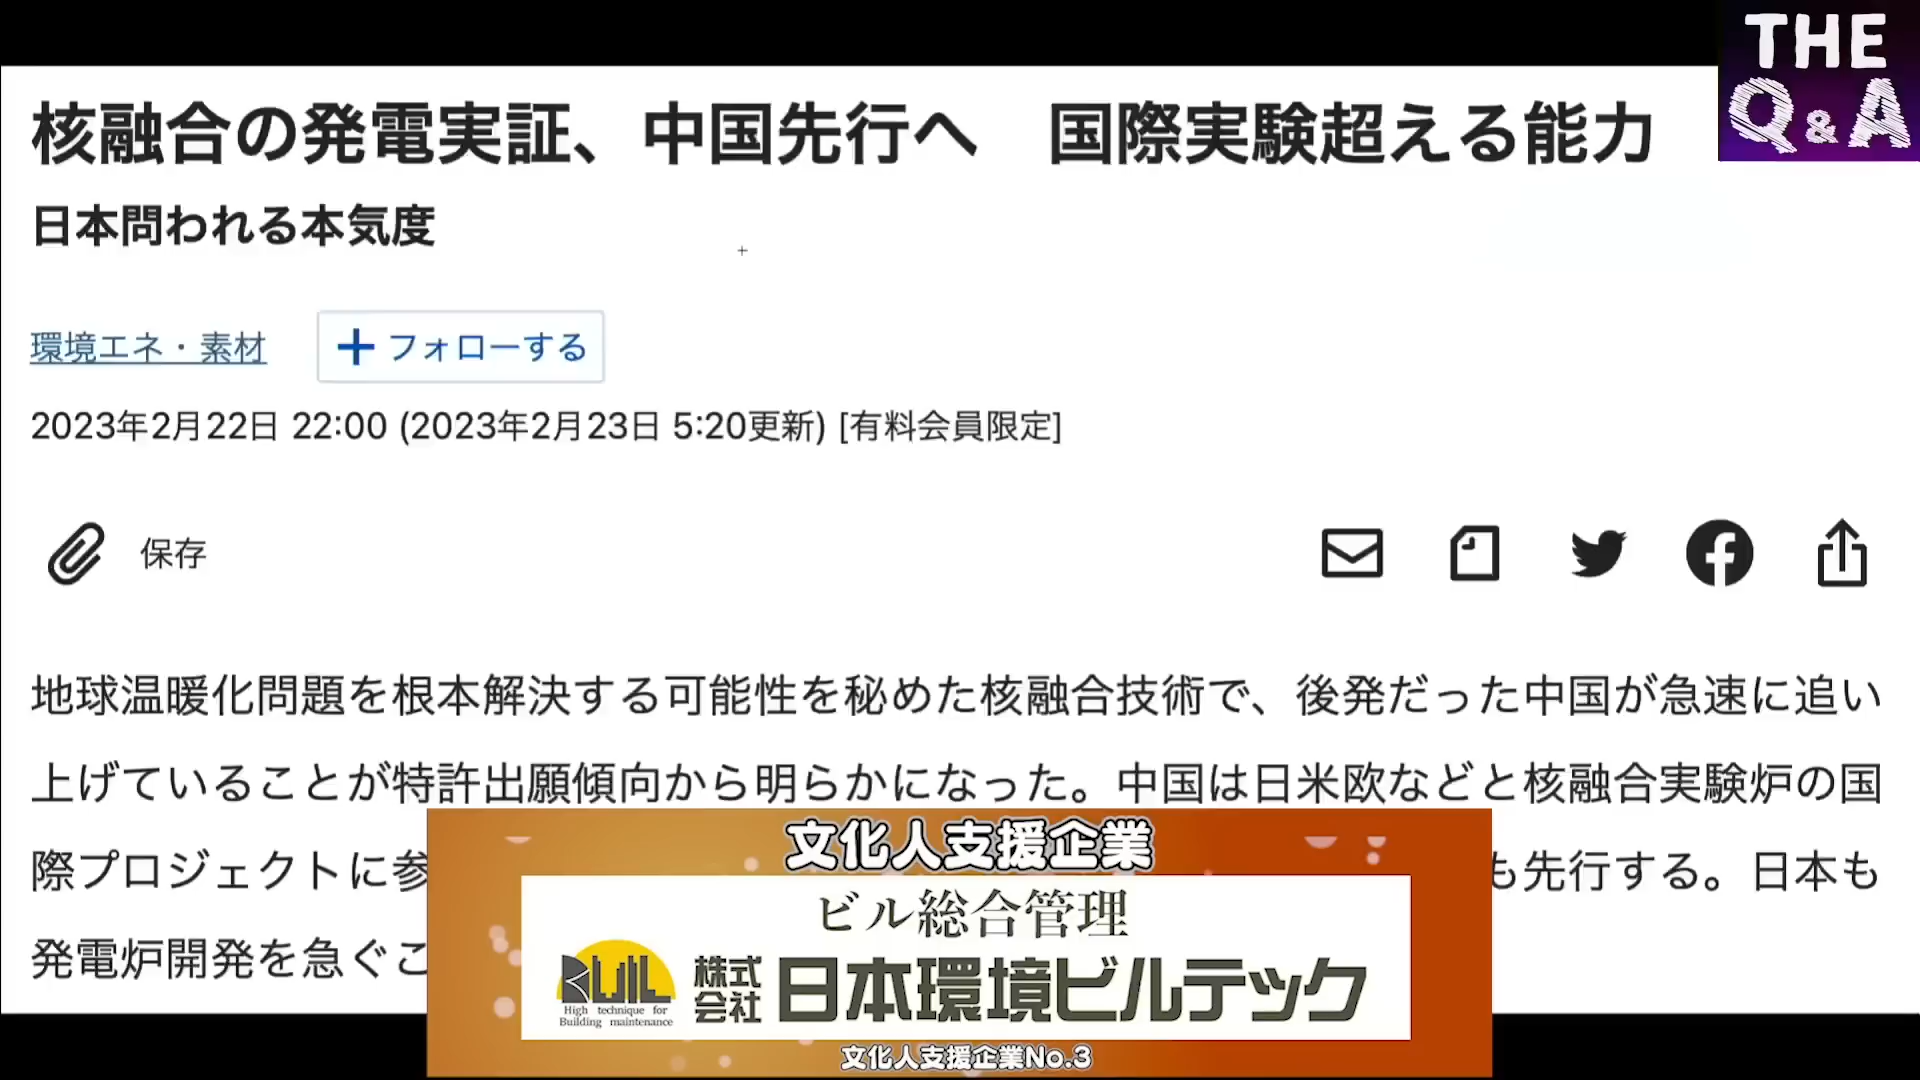 THE
Q&A
核融合の発電実証、中国先行へ 国際実験超える能力
日本問われる本気度
環境エネ・素材
フォローする
2023年2月22日 22:00 (2023年2月23日 5:20更新) [有料会員限定]
保存
地球温暖化問題を根本解決する可能性を秘めた核融合技術で、後発だった中国が急速に追い
上げていることが特許出願傾向から明らかになった。中国は日米欧などと核融合実験炉の国
際プロジェクトに参 も先行する。日本も
発電炉開発を急ぐこ
文化人支援企業
ビル総合管理
BUIL
High technique for
Building maintenance
株式会社 日本環境ビルテック
文化人支援企業No.3